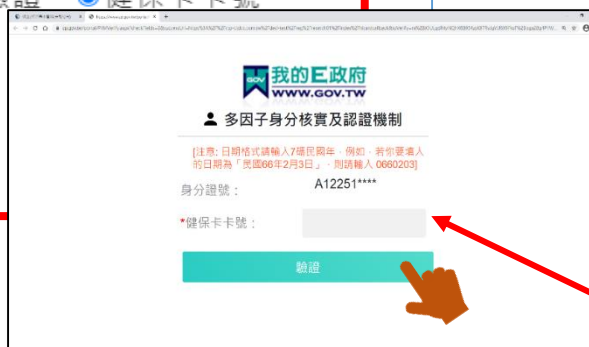 健保卡卡號
我的E政府
WWW.GOV.TW
多因子身分核實及認證機制
[注意: 日期格式請輸入7碼民國年，例如，若你要填入
的日期為「民國66年2月3日」，則請輸入 0660203]
身分證號：
A12251****
*健保卡卡號：
驗證